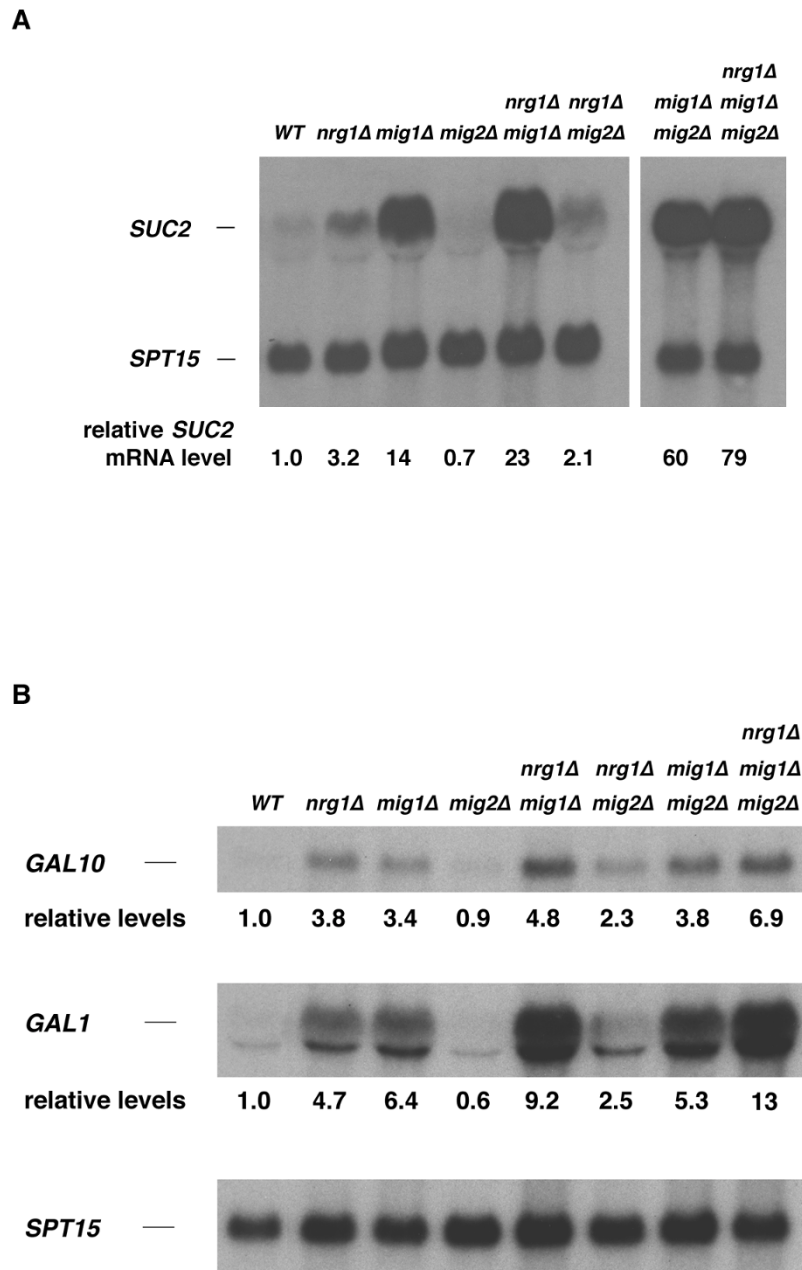 A
nrg1Δ
nrg1Δ nrg1Δ mig1Δ mig1Δ
WT nrg1Δ mig1Δ mig2Δ mig1Δ mig2Δ mig2Δ mig2Δ
SUC2
SPT15
relative SUC2
mRNA level 1.0 3.2 14 0.7 23 2.1 60 79
B
nrg1Δ
nrg1Δ nrg1Δ mig1Δ mig1Δ
WT nrg1Δ mig1Δ mig2Δ mig1Δ mig2Δ mig2Δ mig2Δ
GAL10
relative levels 1.0 3.8 3.4 0.9 4.8 2.3 3.8 6.9
GAL1
relative levels 1.0 4.7 6.4 0.6 9.2 2.5 5.3 13
SPT15